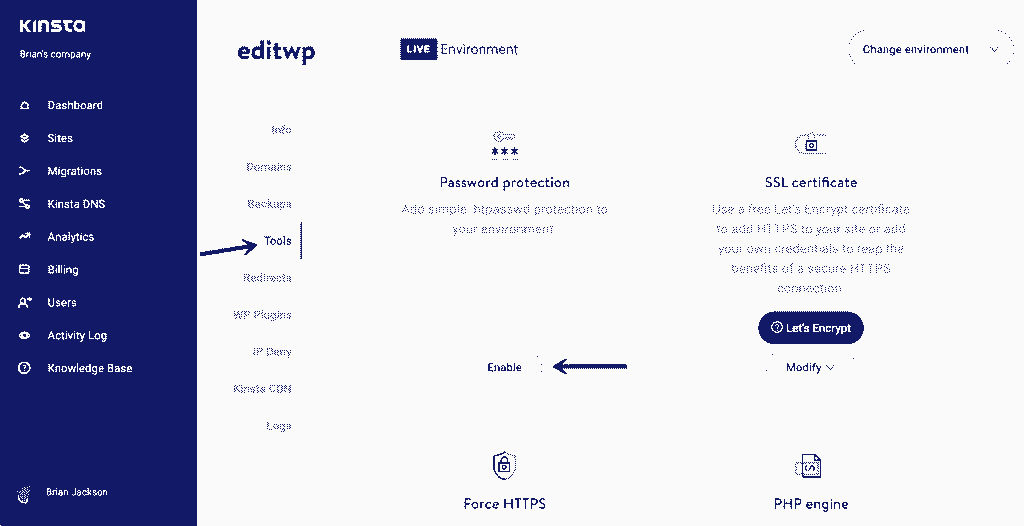 KINSTA
Brian's company
Dashboard
Sites
Migrations
Kinsta DNS
Analytics
Billing
Users
Activity Log
Knowledge Base
Brian Jackson
editwp
LIVE Environment
Change environment
Info
Domains
Backups
Tools
Redirects
WP Plugins
IP Deny
Kinsta CDN
Logs
Password protection
Add simple .htpasswd protection to
your environment
Enable
SSL certificate
Use a free Let's Encrypt certificate
to add HTTPS to your site or add
your own credentials to reap the
benefits of a secure HTTPS
connection
Let's Encrypt
Modify
Force HTTPS
PHP engine